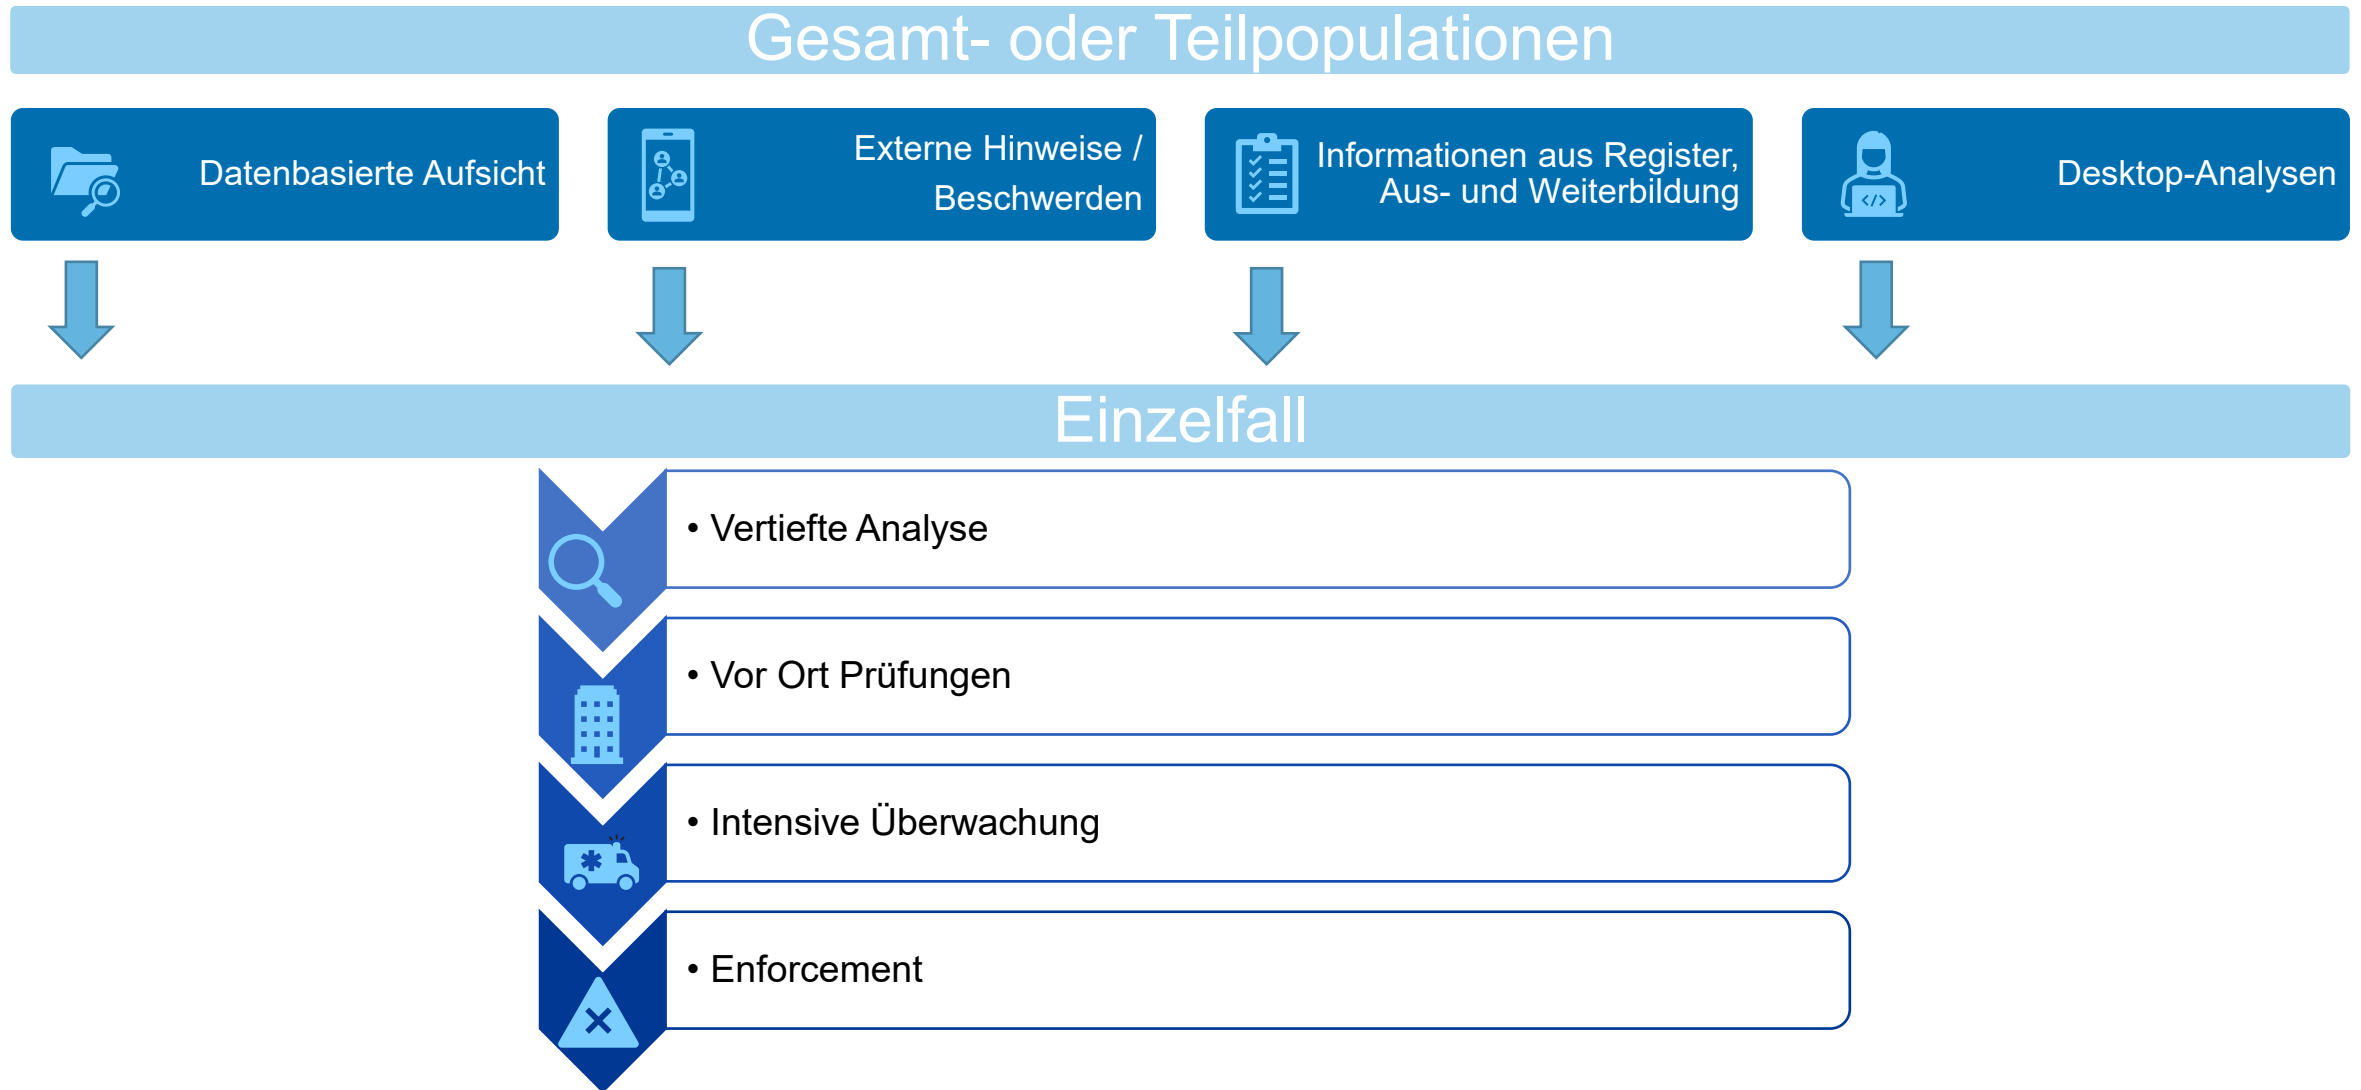 Gesamt- oder Teilpopulationen
Datenbasierte Aufsicht
Externe Hinweise /
Beschwerden
Informationen aus Register,
Aus- und Weiterbildung
Desktop-Analysen
Einzelfall
• Vertiefte Analyse
• Vor Ort Prüfungen
• Intensive Überwachung
• Enforcement